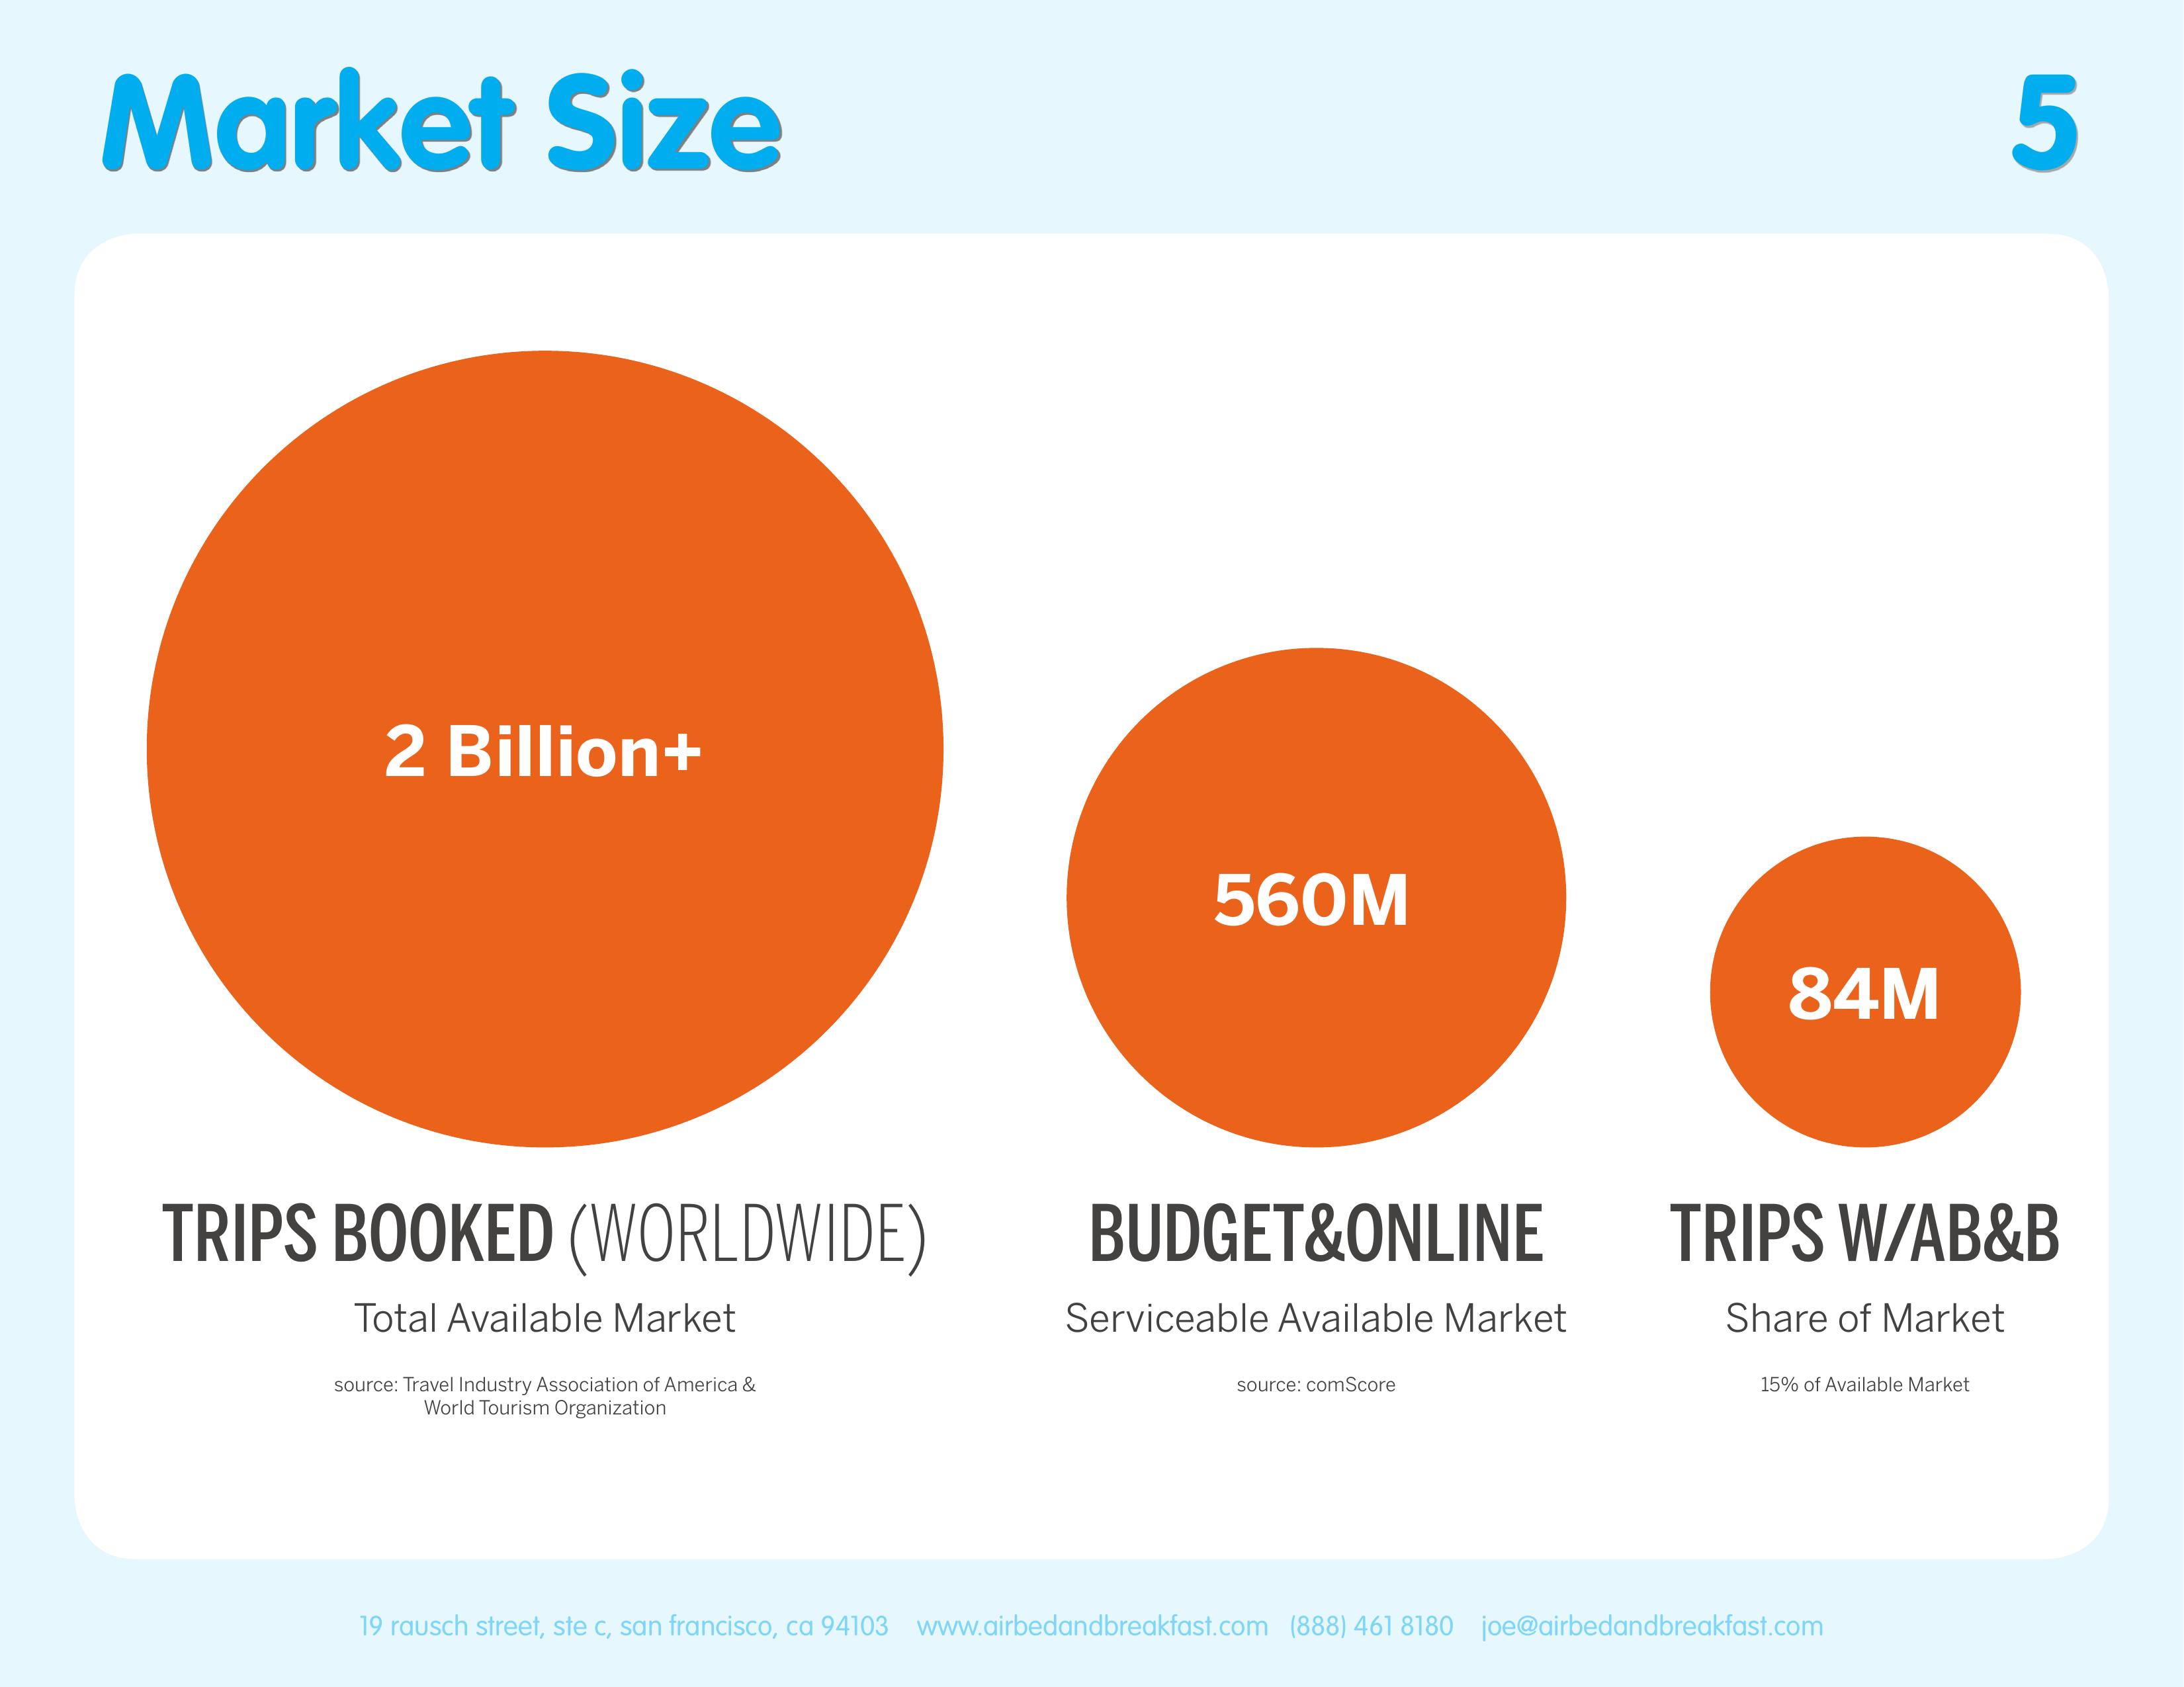 Market Size
5
2 Billion+
560M
84M
TRIPS BOOKED (WORLDWIDE)
Total Available Market
source: Travel Industry Association of America &
World Tourism Organization
BUDGET&ONLINE
Serviceable Available Market
source: comScore
TRIPS W/AB&B
Share of Market
15% of Available Market
19 rausch street, ste c, san francisco, ca 94103 www.airbedandbreakfast.com (888) 461 8180 joe@airbedandbreakfast.com